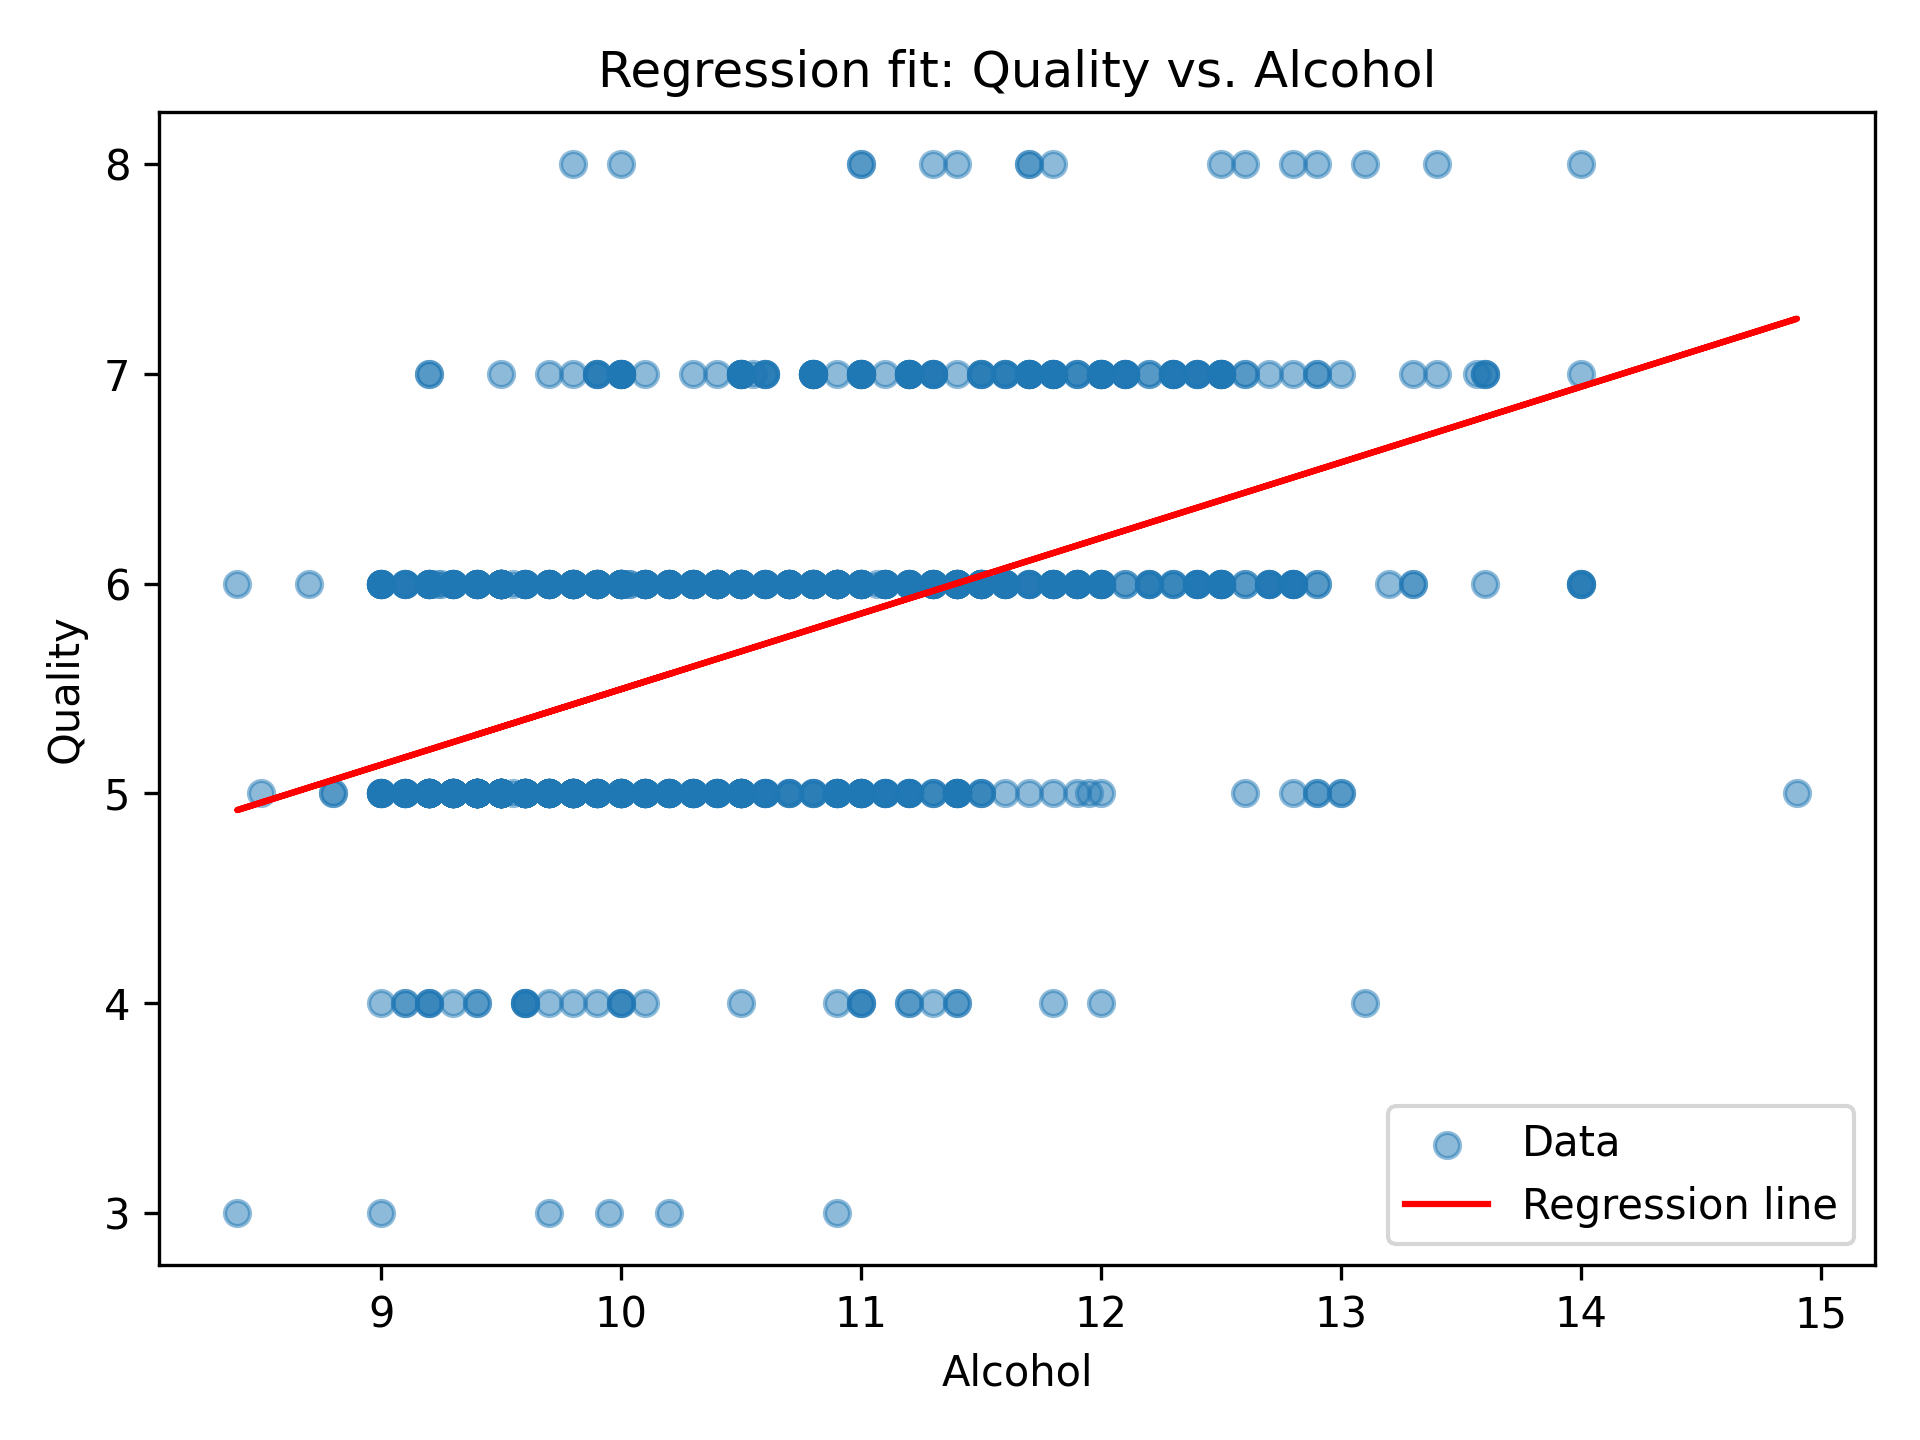 Regression fit: Quality vs. Alcohol
8
7
6
5
4
3
Quality
Data
Regression line
9 10 11 12 13 14 15
Alcohol